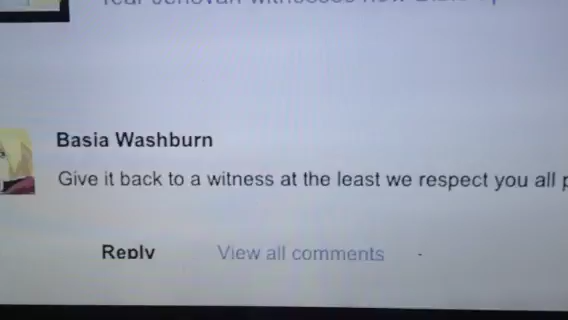 Basia Washburn
Give it back to a witness at the least we respect you all
Reply
View all comments